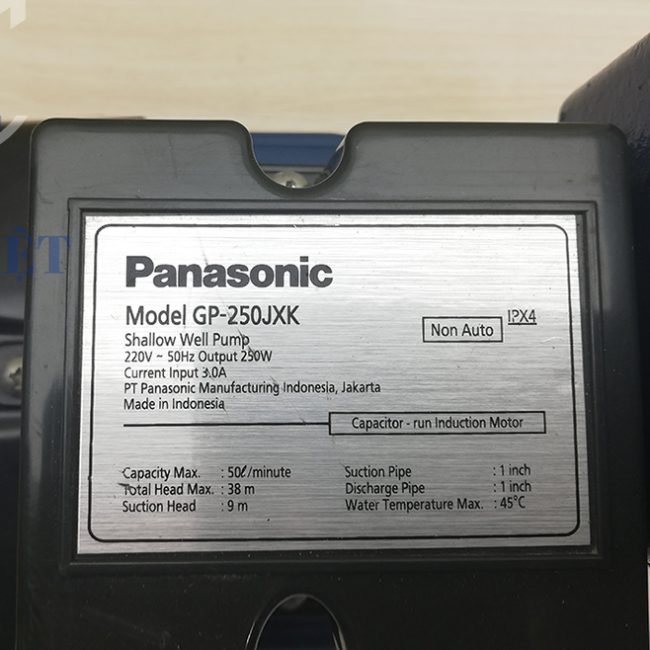 ỆT
Panasonic
Model GP-250JXK
Non Auto
IPX4
Shallow Well Pump
220V ~ 50Hz Output 250W
Current Input 3.0A
PT Panasonic Manufacturing Indonesia, Jakarta
Made in Indonesia
Capacitor - run Induction Motor
Capacity Max. : 50ℓ/minute
Total Head Max. : 38 m
Suction Head : 9 m
Suction Pipe : 1 inch
Discharge Pipe : 1 inch
Water Temperature Max. : 45°C